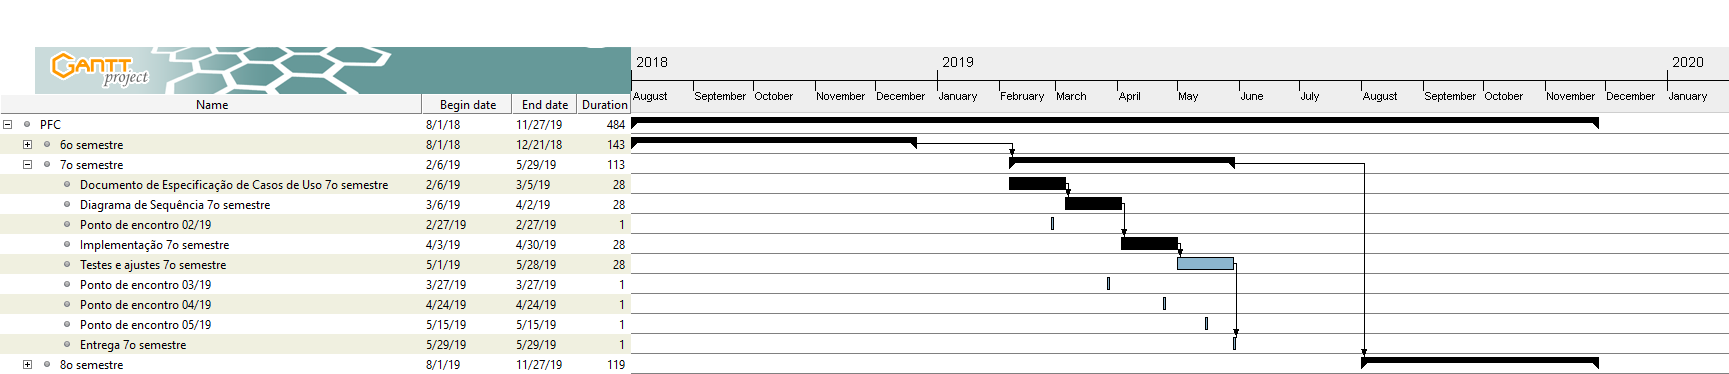 GANTT
project
2018 2019 2020
August September October November December January February March April May June July August September October November December January
Name Begin date End date Duration
PFC 8/1/18 11/27/19 484
6o semestre 8/1/18 12/21/18 143
7o semestre 2/6/19 5/29/19 113
Documento de Especificação de Casos de Uso 7o semestre 2/6/19 3/5/19 28
Diagrama de Sequência 7o semestre 3/6/19 4/2/19 28
Ponto de encontro 02/19 2/27/19 2/27/19 1
Implementação 7o semestre 4/3/19 4/30/19 28
Testes e ajustes 7o semestre 5/1/19 5/28/19 28
Ponto de encontro 03/19 3/27/19 3/27/19 1
Ponto de encontro 04/19 4/24/19 4/24/19 1
Ponto de encontro 05/19 5/15/19 5/15/19 1
Entrega 7o semestre 5/29/19 5/29/19 1
8o semestre 8/1/19 11/27/19 119